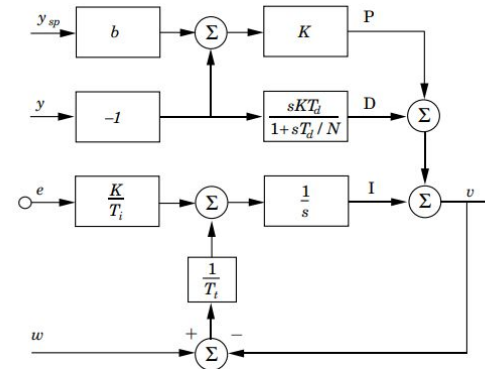 y_sp b Σ K P
y –1 sKT_d / 1+sT_d/N D Σ
e K/T_i Σ 1/s I Σ v
1/T_t
w + Σ −